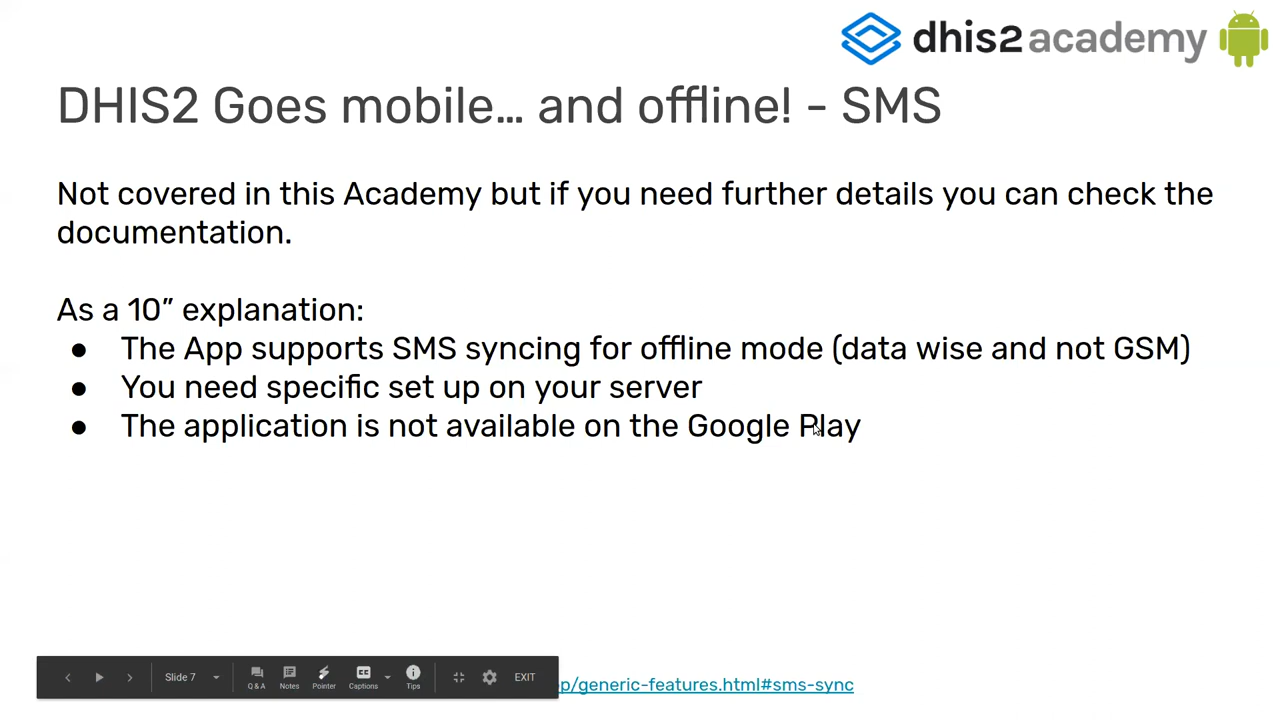 dhis2 academy
DHIS2 Goes mobile… and offline! - SMS
Not covered in this Academy but if you need further details you can check the
documentation.
As a 10” explanation:
● The App supports SMS syncing for offline mode (data wise and not GSM)
● You need specific set up on your server
● The application is not available on the Google Play
Slide 7
Q & A
Notes
Pointer
CC
Captions
Tips
EXIT
p/generic-features.html#sms-sync